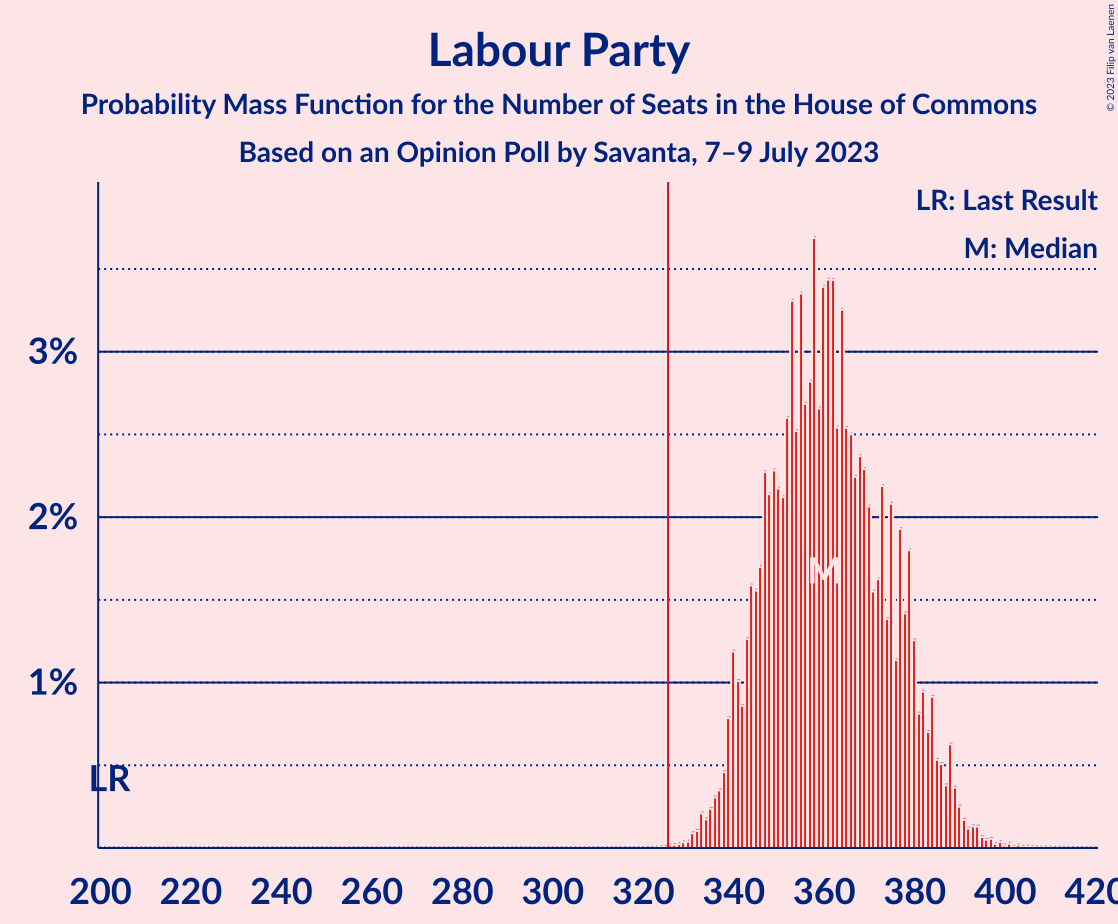 Labour Party
Probability Mass Function for the Number of Seats in the House of Commons
Based on an Opinion Poll by Savanta, 7–9 July 2023
© 2023 Filip van Laenen
LR: Last Result
M: Median
3%
2%
1%
M
LR
200 220 240 260 280 300 320 340 360 380 400 420